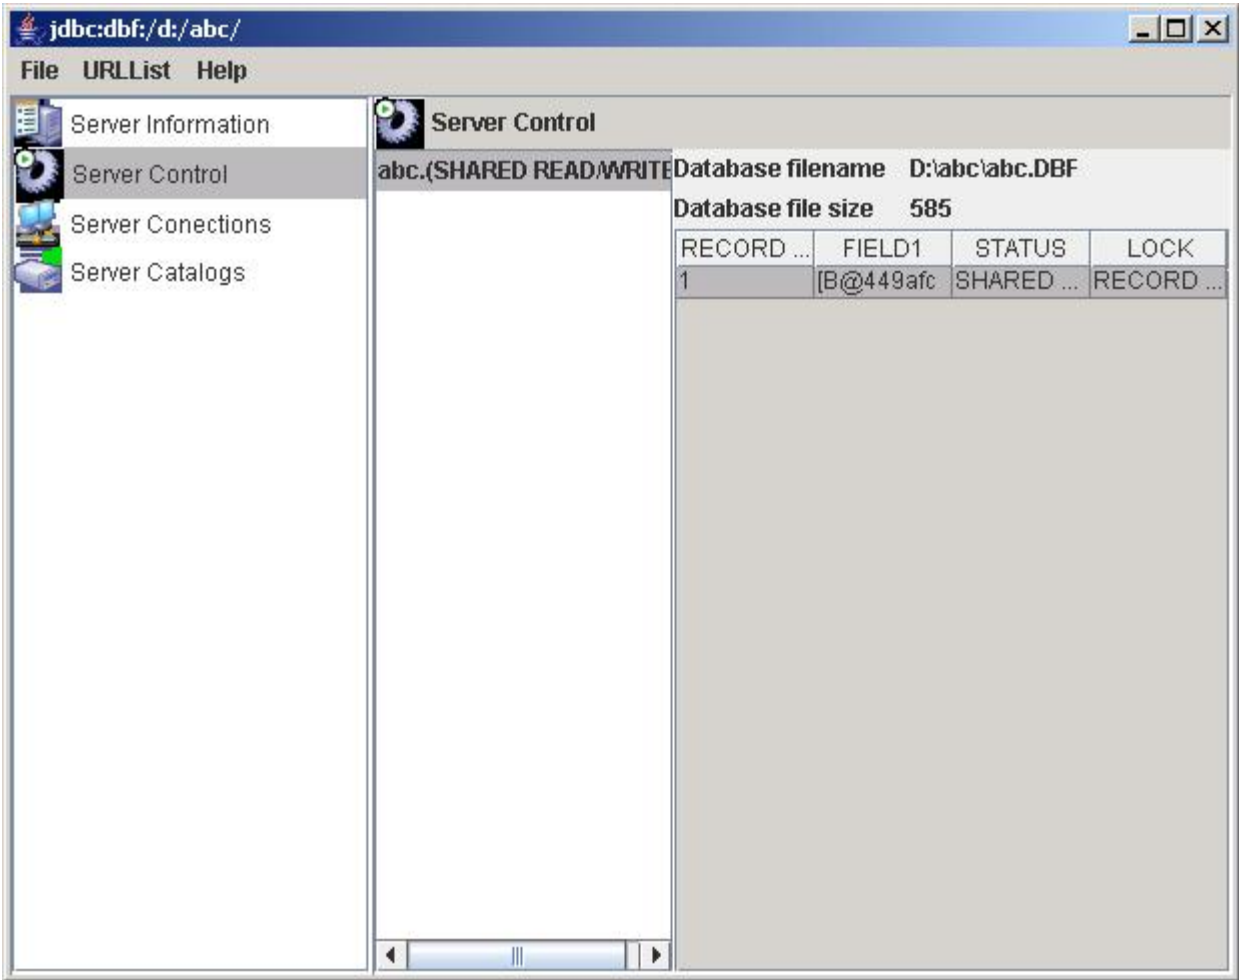 jdbc:dbf:/d:/abc/
File URLList Help
Server Information
Server Control
Server Conections
Server Catalogs
Server Control
abc.(SHARED READ/WRITE
Database filename D:\abc\abc.DBF
Database file size 585
RECORD ... FIELD1 STATUS LOCK
1 [B@449afc SHARED ... RECORD ...